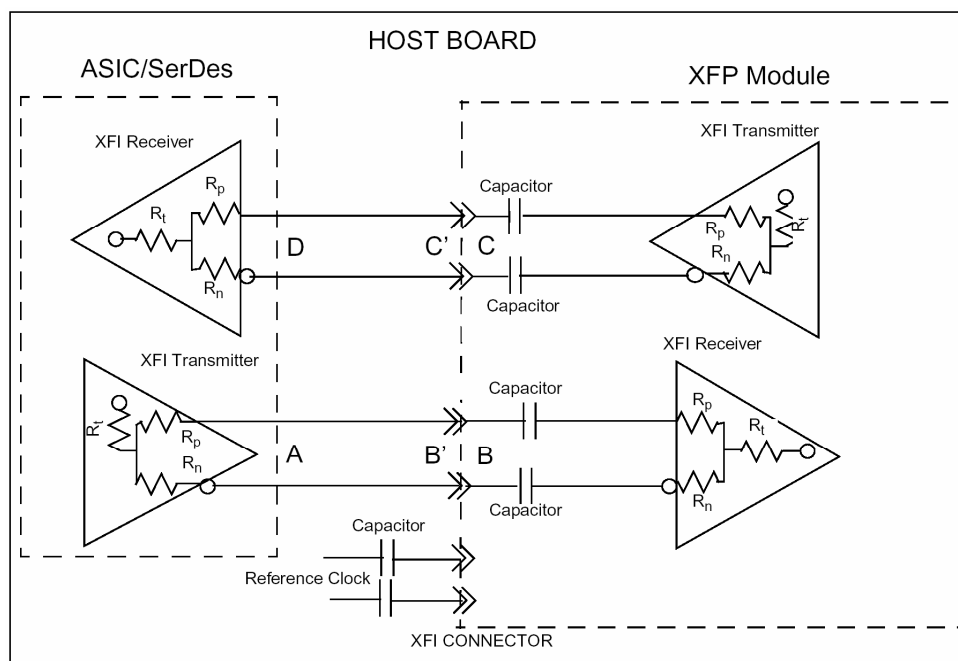 HOST BOARD
ASIC/SerDes
XFP Module
XFI Receiver
XFI Transmitter
Rp
Rt
Rn
D
C'
C
Capacitor
Capacitor
Rp
Rn
Rt
XFI Transmitter
XFI Receiver
Rt
Rp
Rn
A
B'
B
Capacitor
Capacitor
Rp
Rt
Rn
Capacitor
Reference Clock
XFI CONNECTOR